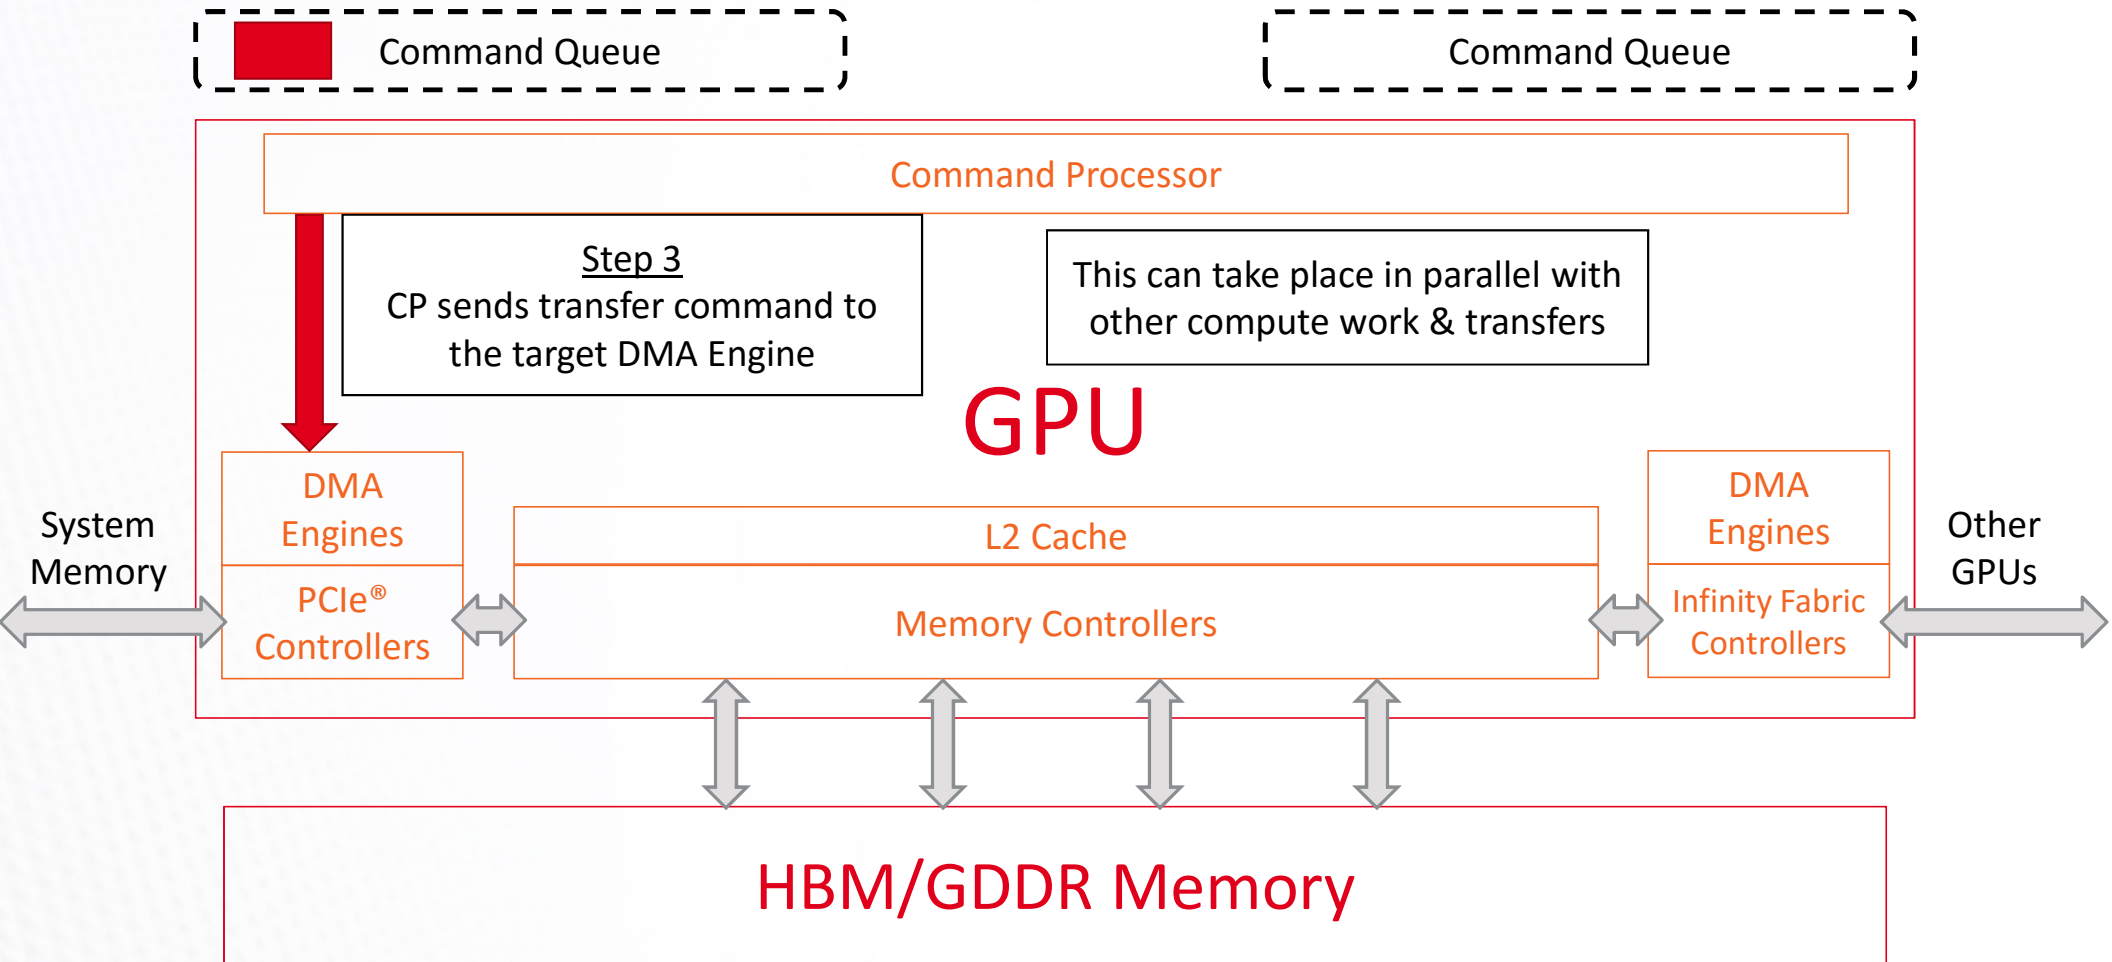 Command Queue
Command Queue
Command Processor
Step 3
CP sends transfer command to
the target DMA Engine
This can take place in parallel with
other compute work & transfers
GPU
DMA
Engines
PCIe®
Controllers
System
Memory
L2 Cache
Memory Controllers
DMA
Engines
Infinity Fabric
Controllers
Other
GPUs
HBM/GDDR Memory